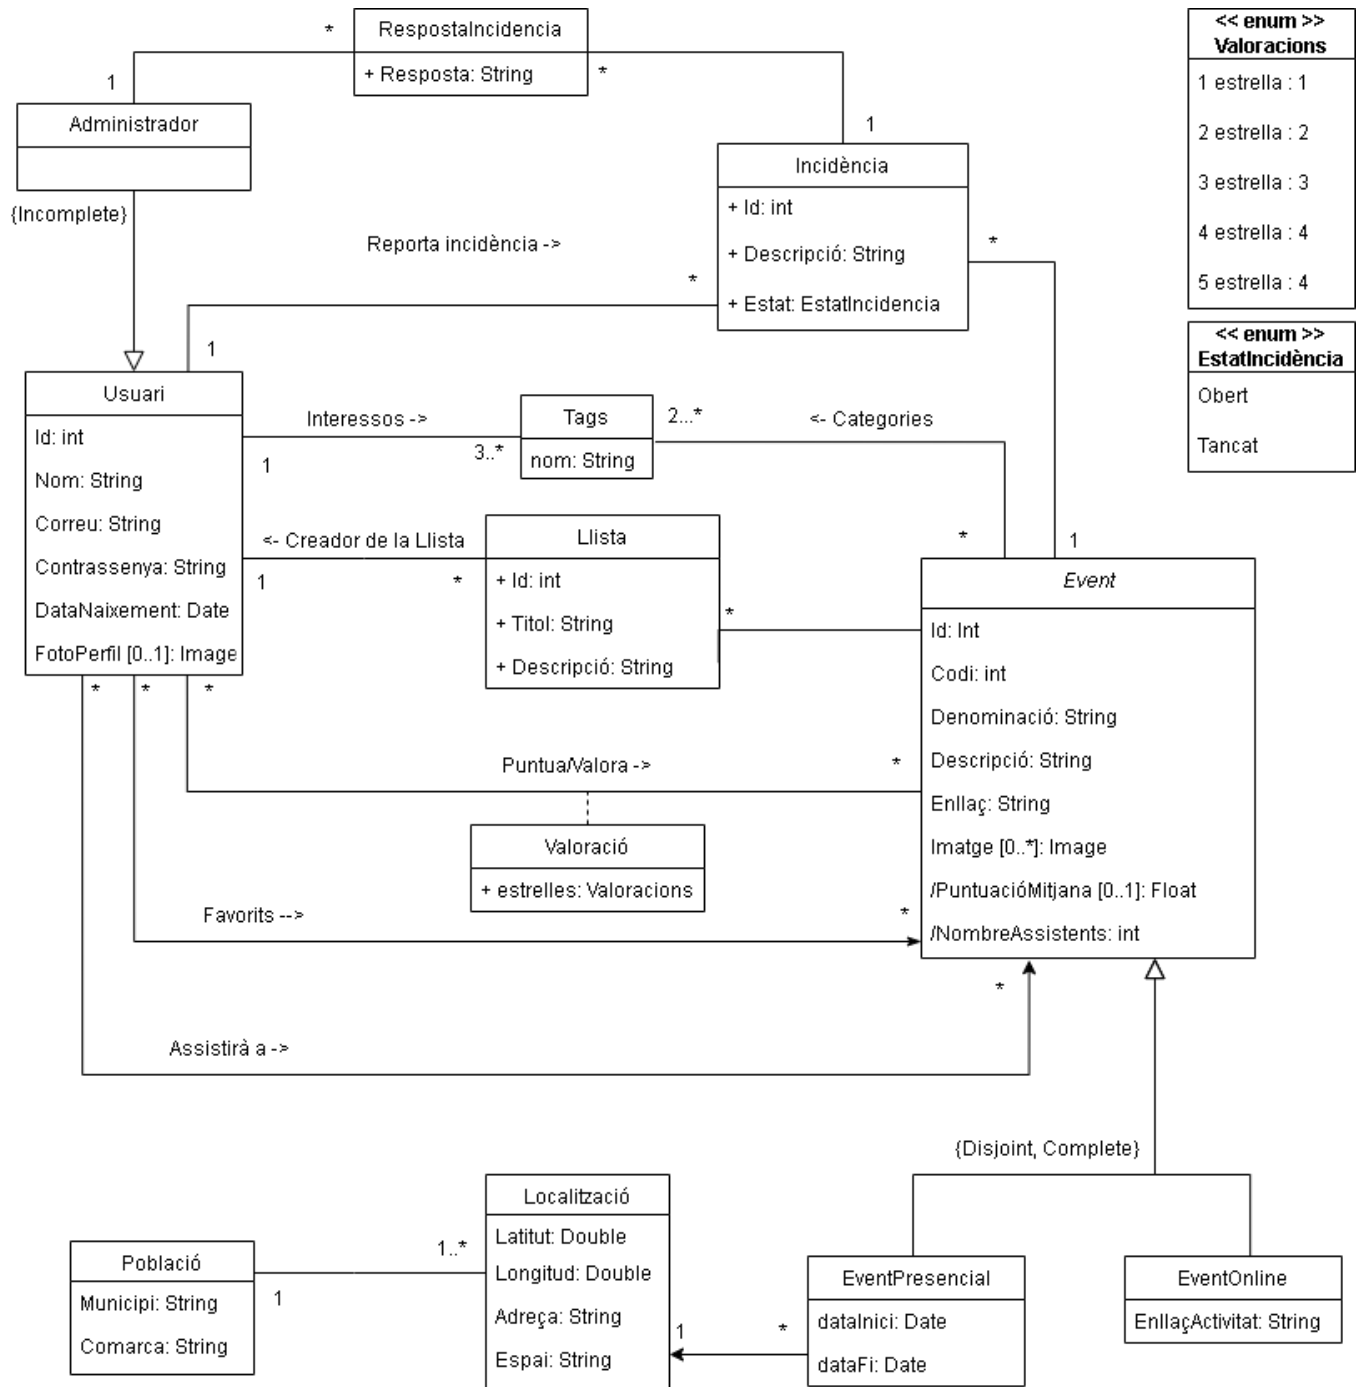 RespostaIncidencia
+ Resposta: String
*
*
1
1
Administrador
{Incomplete}
Incidència
+ Id: int
+ Descripció: String
+ Estat: EstatIncidencia
Reporta incidència ->
*
*
1
<< enum >>
Valoracions
1 estrella : 1
2 estrella : 2
3 estrella : 3
4 estrella : 4
5 estrella : 4
<< enum >>
EstatIncidència
Obert
Tancat
Usuari
Id: int
Nom: String
Correu: String
Contrassenya: String
DataNaixement: Date
FotoPerfil [0..1]: Image
Interessos ->
1
3..*
Tags
nom: String
2...*
<- Categories
*
1
<- Creador de la Llista
1
*
Llista
+ Id: int
+ Titol: String
+ Descripció: String
*
Event
Id: Int
Codi: int
Denominació: String
Descripció: String
Enllaç: String
Imatge [0..*]: Image
/PuntuacióMitjana [0..1]: Float
/NombreAssistents: int
*
*
*
Puntua/Valora ->
*
Valoració
+ estrelles: Valoracions
Favorits -->
*
Assistirà a ->
*
{Disjoint, Complete}
Població
Municipi: String
Comarca: String
1
1..*
Localització
Latitut: Double
Longitud: Double
Adreça: String
Espai: String
1
*
EventPresencial
dataInici: Date
dataFi: Date
EventOnline
EnllaçActivitat: String